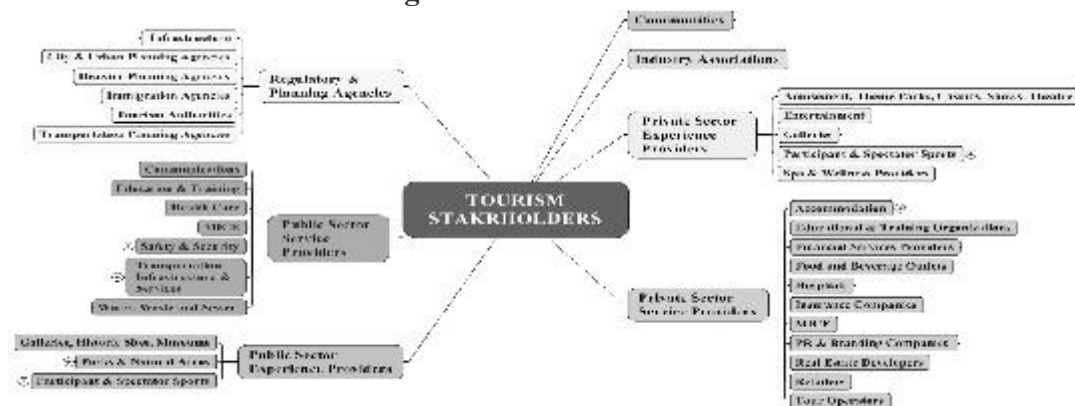 Communities
Industry Associations
Infrastructure
City & Urban Planning Agencies
Disaster Planning Agencies
Immigration Agencies
Tourism Authorities
Transportation Planning Agencies
Regulatory &
Planning Agencies
Private Sector
Experience
Providers
Amusement, Theme Parks, Casinos, Shows, Theatre
Entertainment
Galleries
Participant & Spectator Sports
Spa & Wellness Providers
TOURISM
STAKRHOLDERS
Communications
Education & Training
Health Care
MICE
Safety & Security
Transportation
Infrastructure &
Services
Water, Waste and Sewer
Public Sector
Service
Providers
Accommodation
Educational & Training Organizations
Financial Services Providers
Food and Beverage Outlets
Hospitals
Insurance Companies
MICE
PR & Branding Companies
Real Estate Developers
Retailers
Tour Operators
Private Sector
Service Providers
Galleries, Historic Sites, Museums
Parks & Natural Areas
Participant & Spectator Sports
Public Sector
Experience Providers